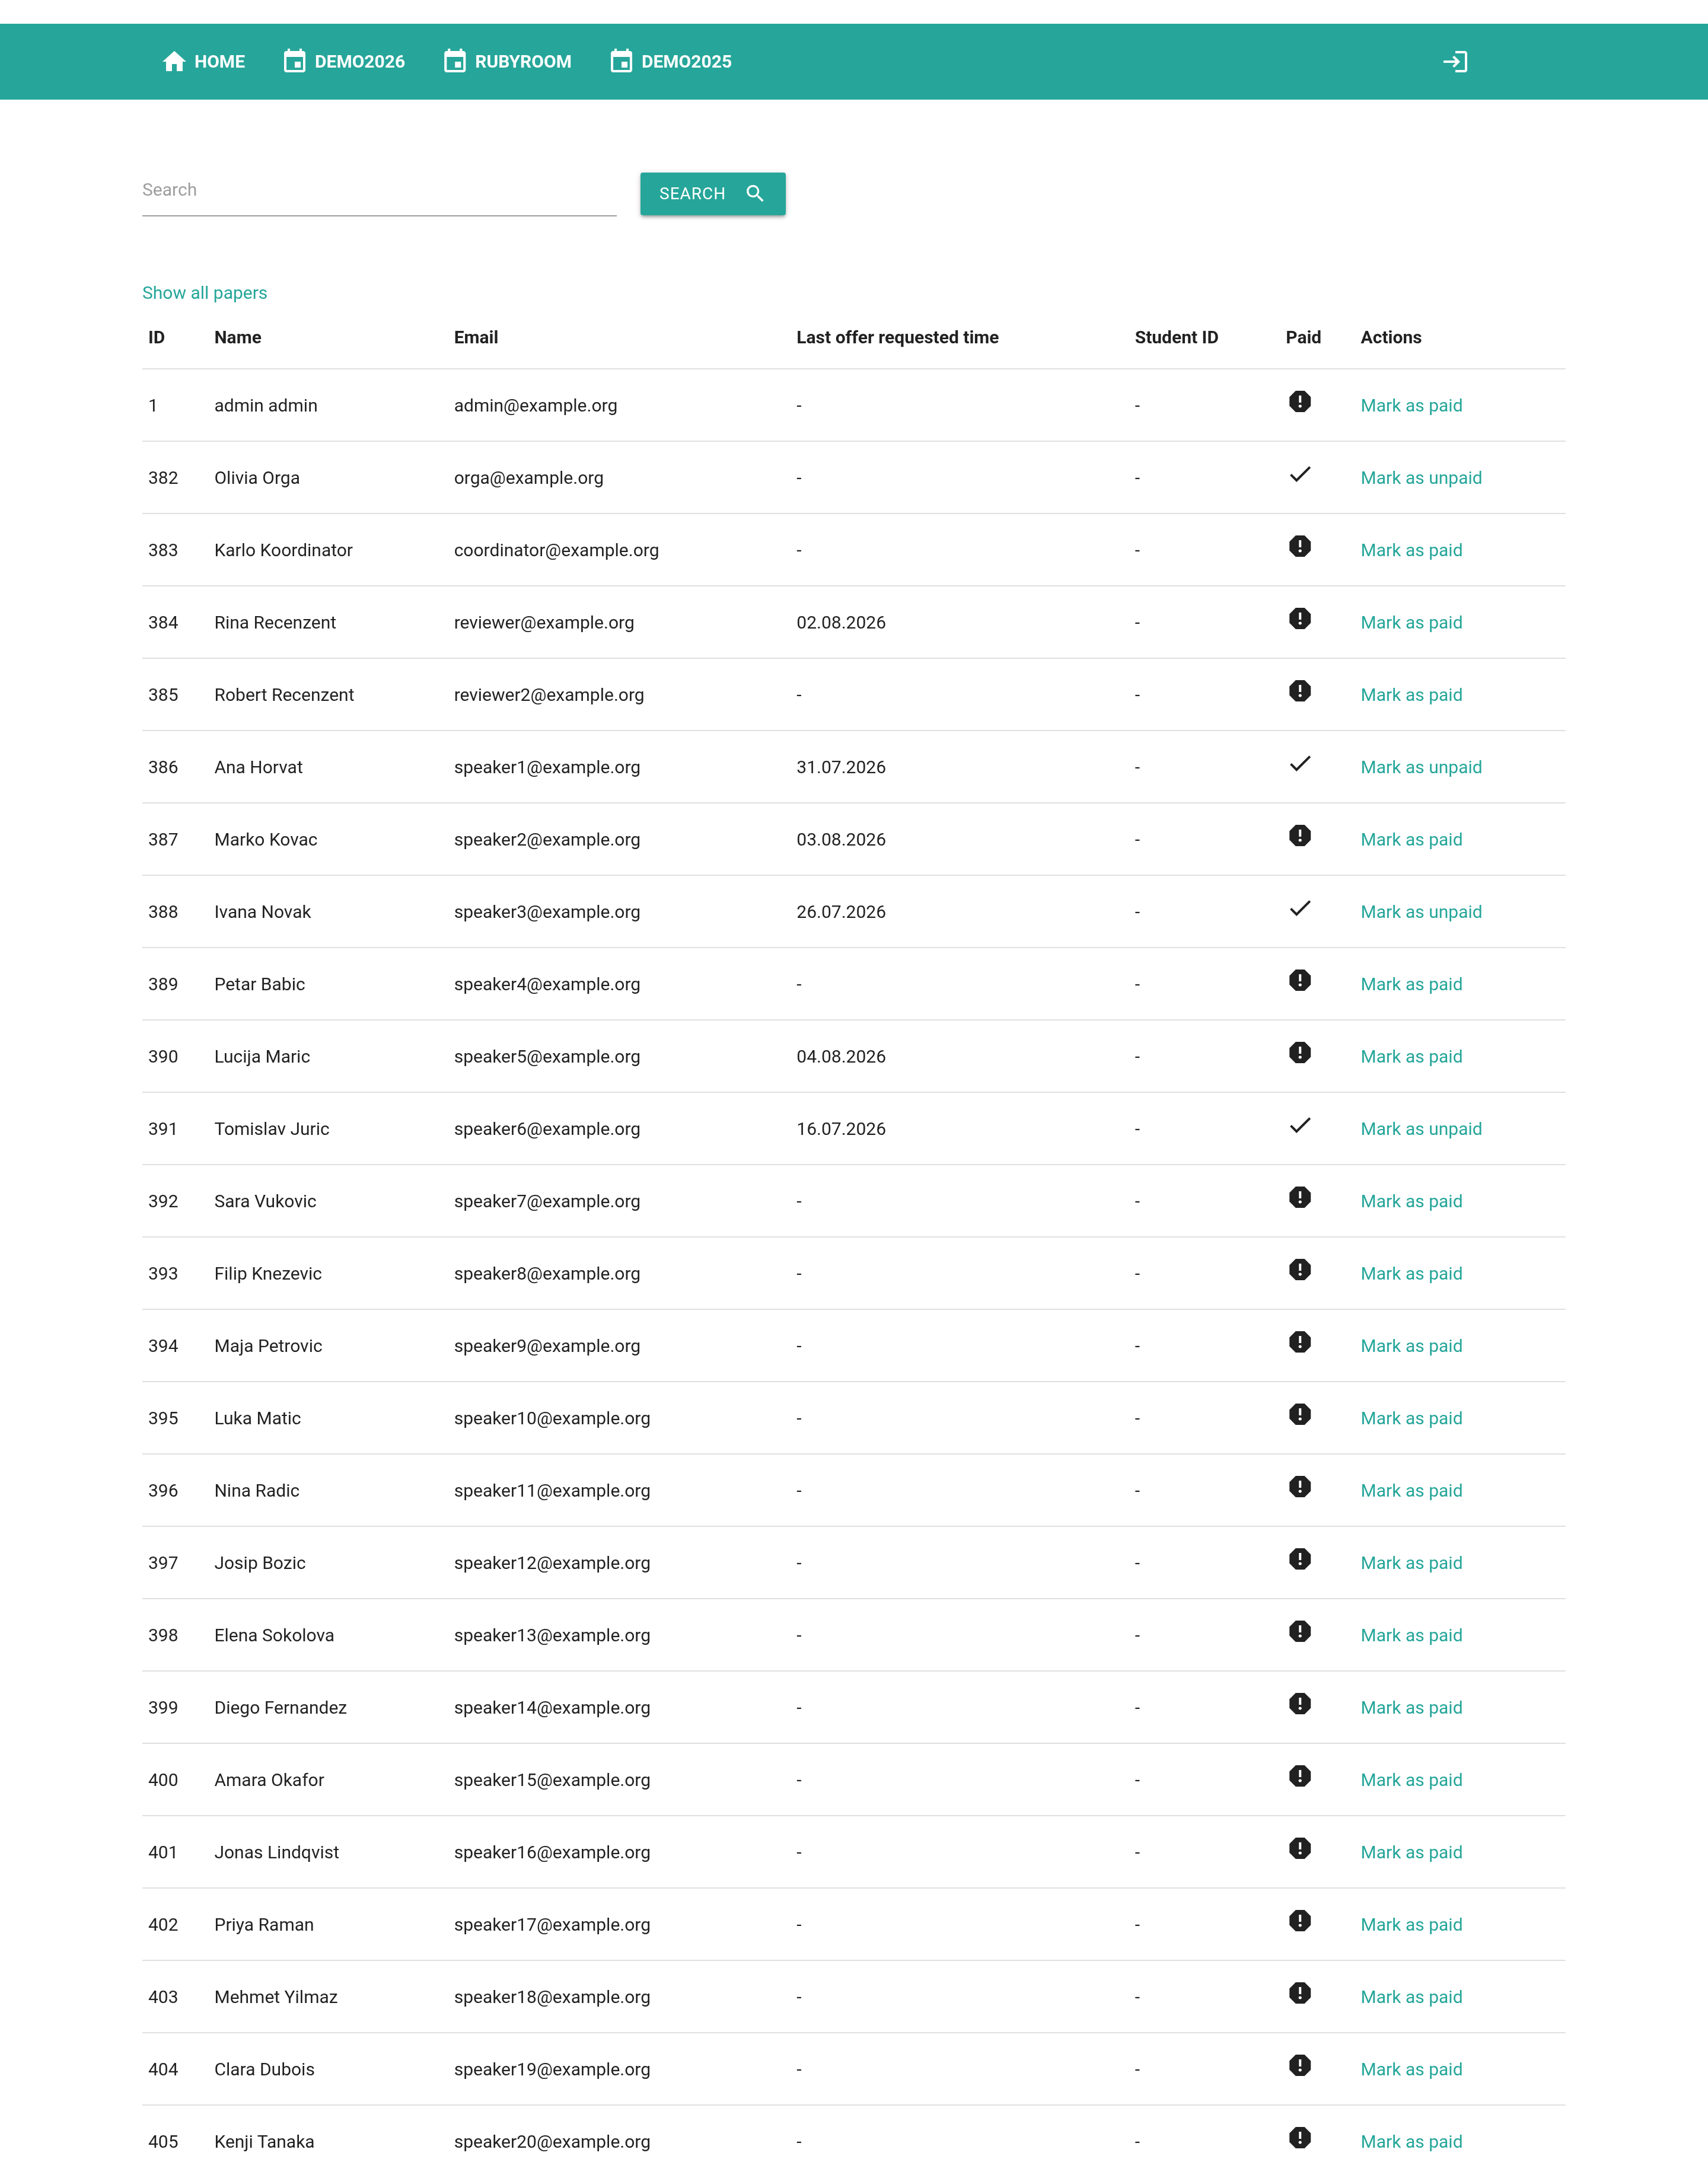 HOME DEMO2026 RUBYROOM DEMO2025
Search SEARCH
Show all papers
ID Name Email Last offer requested time Student ID Paid Actions
1 admin admin admin@example.org - - Mark as paid
382 Olivia Orga orga@example.org - - Mark as unpaid
383 Karlo Koordinator coordinator@example.org - - Mark as paid
384 Rina Recenzent reviewer@example.org 02.08.2026 - Mark as paid
385 Robert Recenzent reviewer2@example.org - - Mark as paid
386 Ana Horvat speaker1@example.org 31.07.2026 - Mark as unpaid
387 Marko Kovac speaker2@example.org 03.08.2026 - Mark as paid
388 Ivana Novak speaker3@example.org 26.07.2026 - Mark as unpaid
389 Petar Babic speaker4@example.org - - Mark as paid
390 Lucija Maric speaker5@example.org 04.08.2026 - Mark as paid
391 Tomislav Juric speaker6@example.org 16.07.2026 - Mark as unpaid
392 Sara Vukovic speaker7@example.org - - Mark as paid
393 Filip Knezevic speaker8@example.org - - Mark as paid
394 Maja Petrovic speaker9@example.org - - Mark as paid
395 Luka Matic speaker10@example.org - - Mark as paid
396 Nina Radic speaker11@example.org - - Mark as paid
397 Josip Bozic speaker12@example.org - - Mark as paid
398 Elena Sokolova speaker13@example.org - - Mark as paid
399 Diego Fernandez speaker14@example.org - - Mark as paid
400 Amara Okafor speaker15@example.org - - Mark as paid
401 Jonas Lindqvist speaker16@example.org - - Mark as paid
402 Priya Raman speaker17@example.org - - Mark as paid
403 Mehmet Yilmaz speaker18@example.org - - Mark as paid
404 Clara Dubois speaker19@example.org - - Mark as paid
405 Kenji Tanaka speaker20@example.org - - Mark as paid